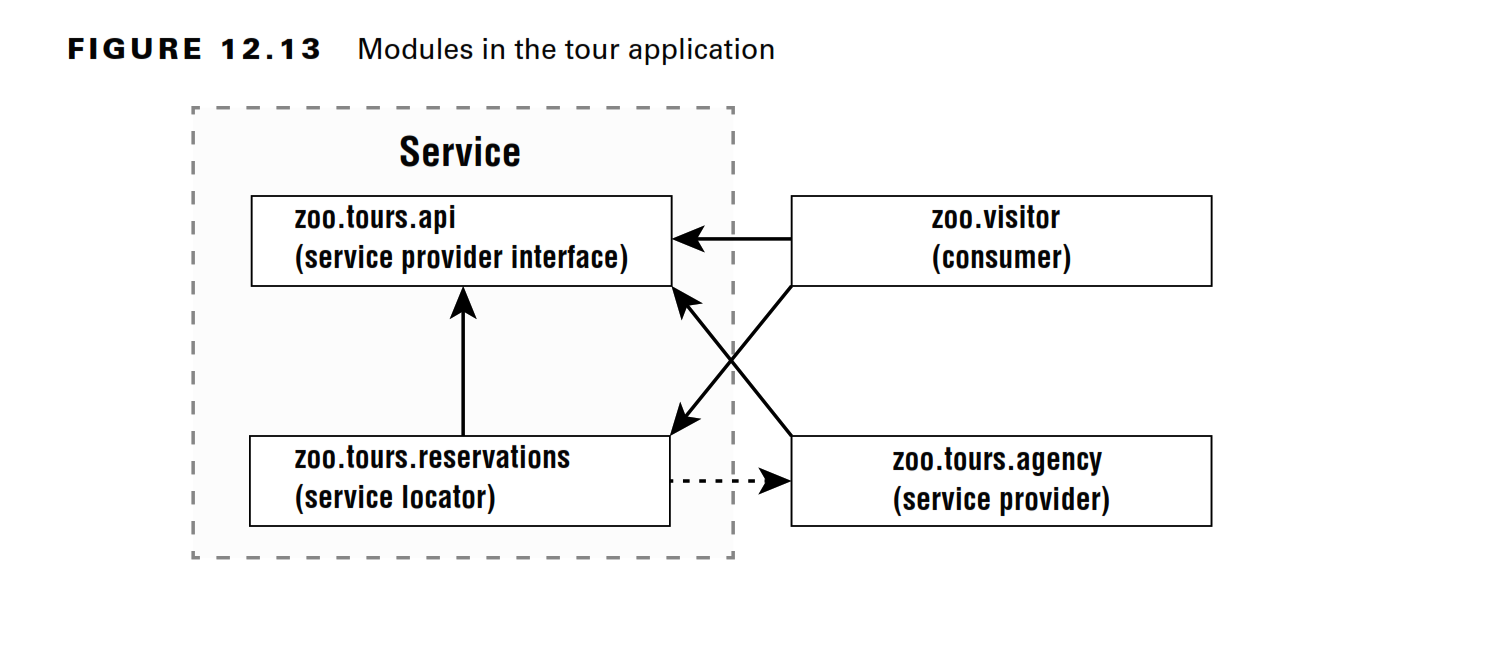 FIGURE 12.13 Modules in the tour application
Service
zoo.tours.api
(service provider interface)
zoo.visitor
(consumer)
zoo.tours.reservations
(service locator)
zoo.tours.agency
(service provider)